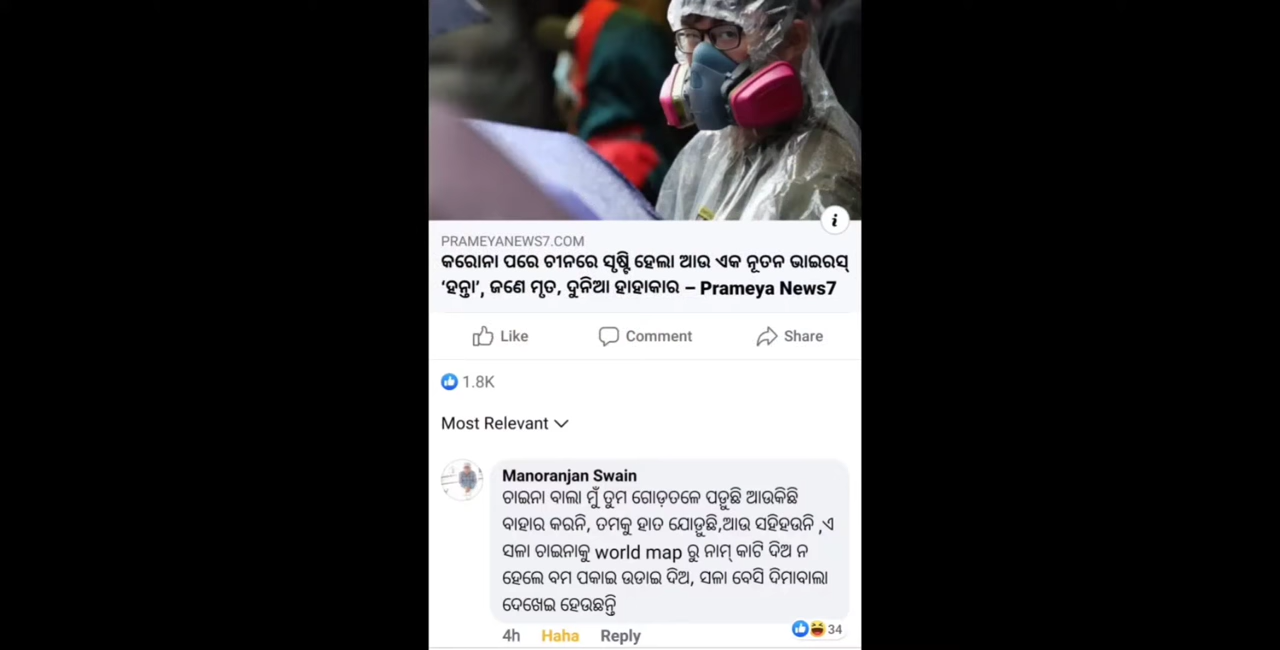 PRAMEYANEWS7.COM
କରୋନା ପରେ ଚୀନରେ ସୃଷ୍ଟି ହେଲା ଆଉ ଏକ ନୂତନ ଭାଇରସ୍
‘ହନ୍ତା’, ଜଣେ ମୃତ, ଦୁନିଆ ହାହାକାର – Prameya News7
Like Comment Share
1.8K
Most Relevant
Manoranjan Swain
ଚାଇନା ବାଲା ମୁଁ ତୁମ ଗୋଡ଼ତଳେ ପଡୁଛି ଆଉକିଛି
ବାହାର କରନି, ତମକୁ ହାତ ଯୋଡୁଛି,ଆଉ ସହିହଉନି ,ଏ
ସଳା ଚାଇନାକୁ world map ରୁ ନାମ୍ କାଟି ଦିଅ ନ
ହେଲେ ବମ ପକାଇ ଉଡାଇ ଦିଅ, ସଳା ବେସି ଦିମାବାଲା
ଦେଖେଇ ହେଉଛନ୍ତି
4h Haha Reply 34